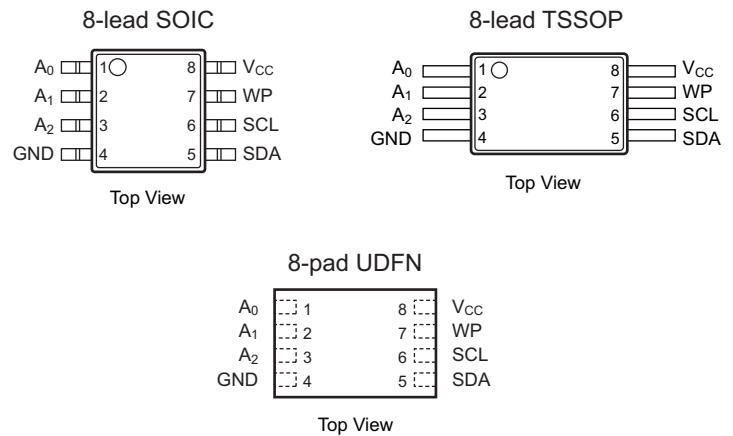 8-lead SOIC
A₀ 1 8 V_CC
A₁ 2 7 WP
A₂ 3 6 SCL
GND 4 5 SDA
Top View
8-lead TSSOP
A₀ 1 8 V_CC
A₁ 2 7 WP
A₂ 3 6 SCL
GND 4 5 SDA
Top View
8-pad UDFN
A₀ 1 8 V_CC
A₁ 2 7 WP
A₂ 3 6 SCL
GND 4 5 SDA
Top View